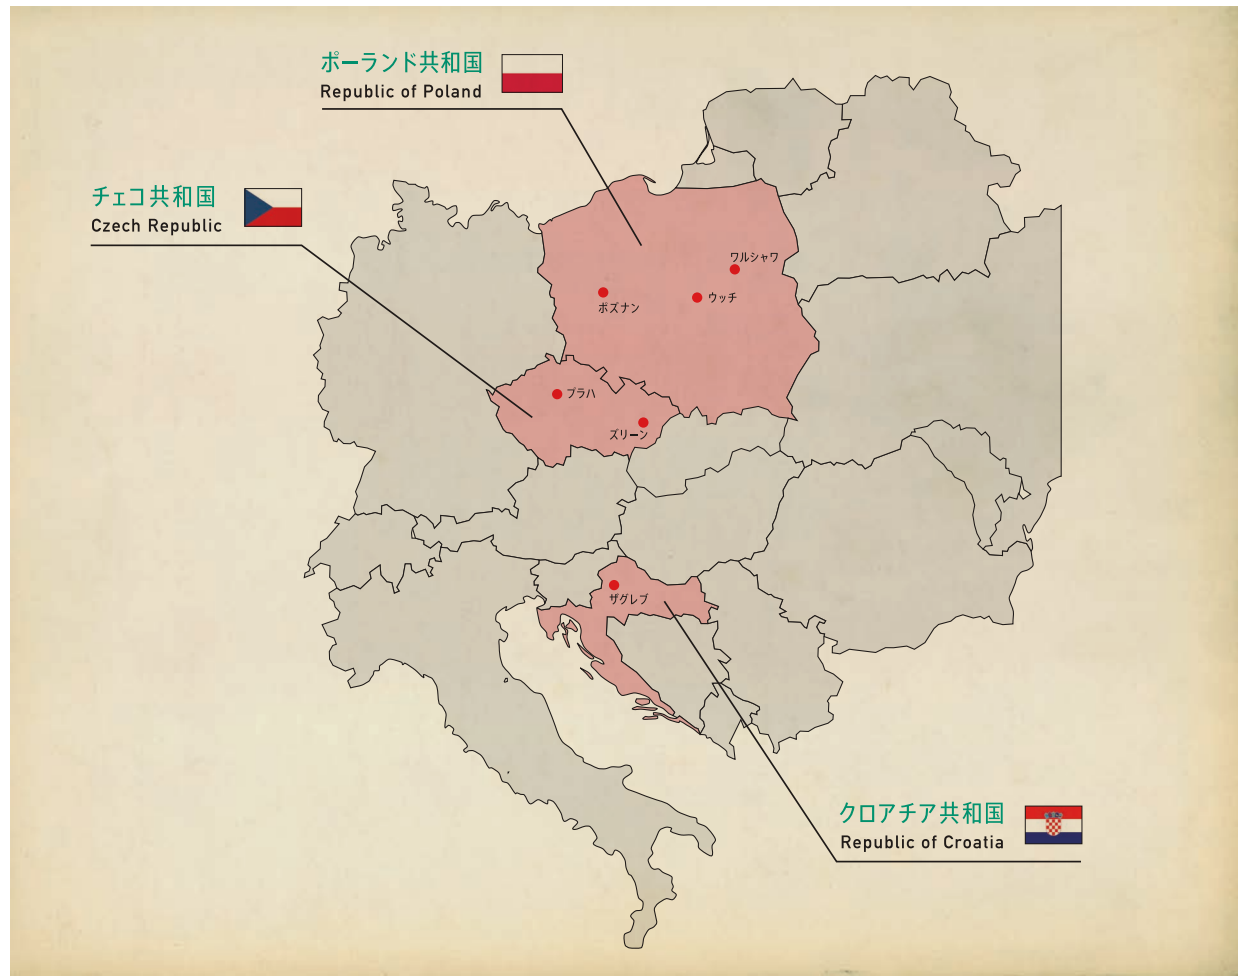 ポーランド共和国
Republic of Poland
チェコ共和国
Czech Republic
ワルシャワ
ポズナン
ウッチ
プラハ
ズリーン
ザグレブ
クロアチア共和国
Republic of Croatia